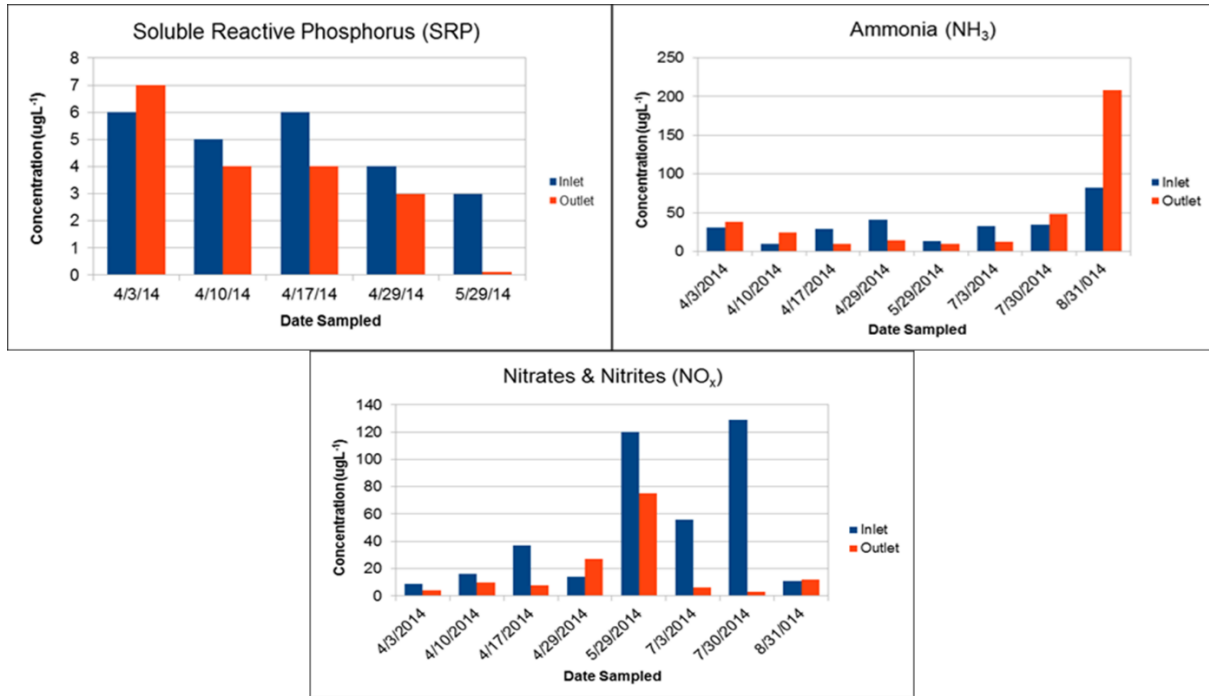 Soluble Reactive Phosphorus (SRP)
Concentration(ugL-1)
8
7
6
5
4
3
2
1
0
4/3/14 4/10/14 4/17/14 4/29/14 5/29/14
Date Sampled
Inlet
Outlet
Ammonia (NH3)
Concentration(ugL-1)
250
200
150
100
50
0
4/3/2014 4/10/2014 4/17/2014 4/29/2014 5/29/2014 7/3/2014 7/30/2014 8/31/014
Date Sampled
Inlet
Outlet
Nitrates & Nitrites (NOx)
Concentration(ugL-1)
140
120
100
80
60
40
20
0
4/3/2014 4/10/2014 4/17/2014 4/29/2014 5/29/2014 7/3/2014 7/30/2014 8/31/014
Date Sampled
Inlet
Outlet